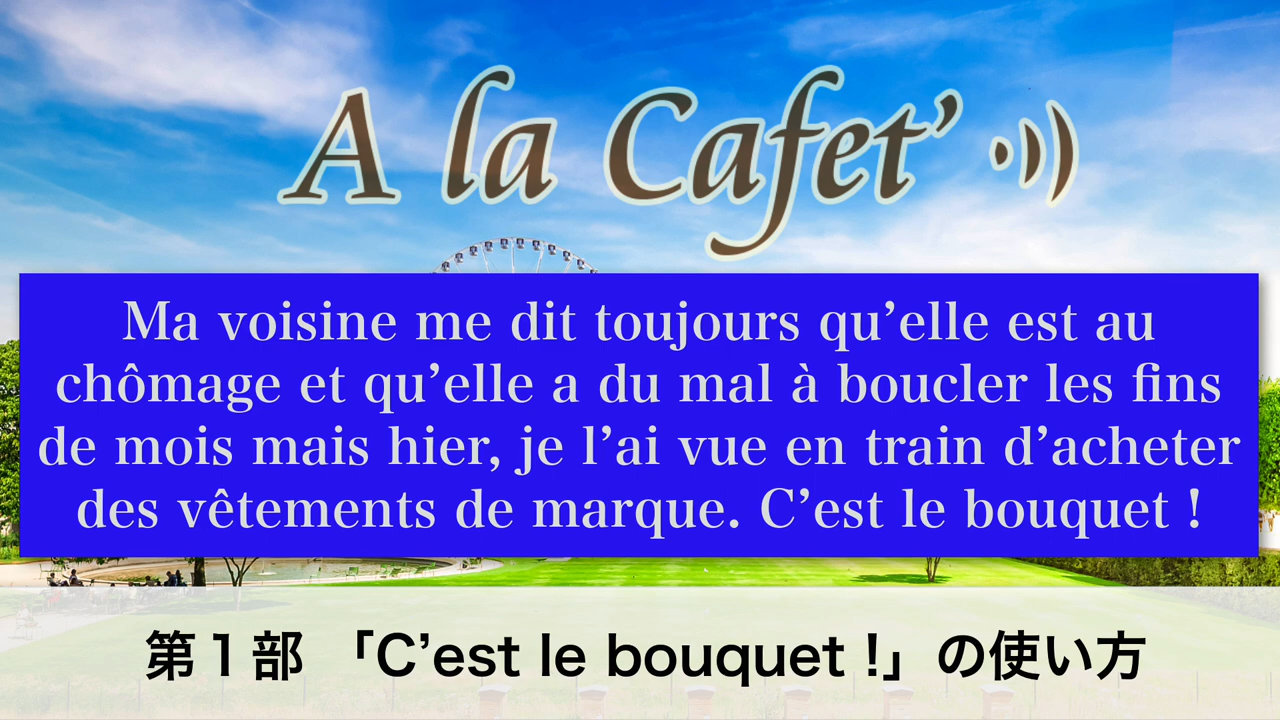 A la Cafet’
Ma voisine me dit toujours qu’elle est au
chômage et qu’elle a du mal à boucler les fins
de mois mais hier, je l’ai vue en train d’acheter
des vêtements de marque. C’est le bouquet !
第１部 「C’est le bouquet !」の使い方